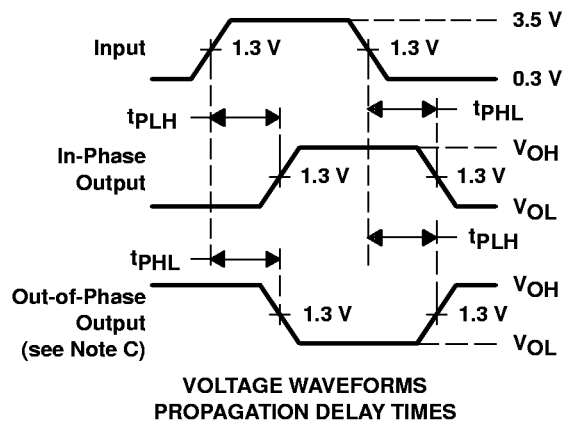 3.5 V
Input
1.3 V
1.3 V
0.3 V
tPLH
tPHL
In-Phase
Output
VOH
1.3 V
1.3 V
VOL
tPHL
tPLH
Out-of-Phase
Output
(see Note C)
VOH
1.3 V
1.3 V
VOL
VOLTAGE WAVEFORMS
PROPAGATION DELAY TIMES